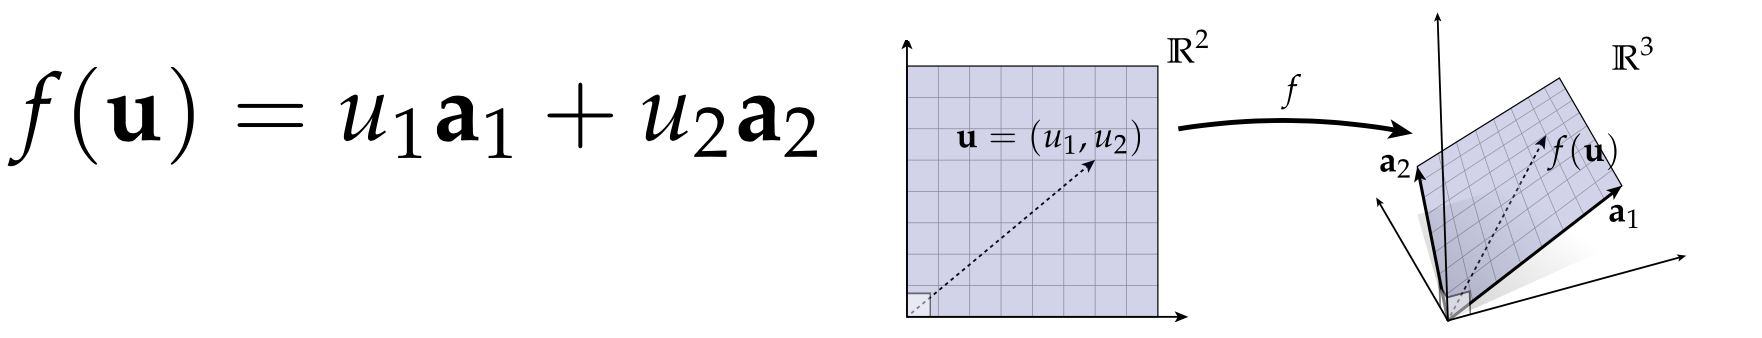 f(u) = u₁a₁ + u₂a₂
ℝ²
u = (u₁, u₂)
f
ℝ³
a₂
f(u)
a₁